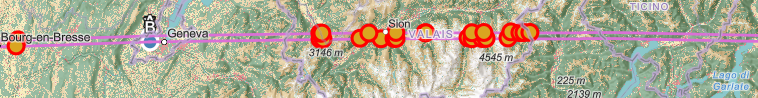 TICINO
B
Sion
Bourg-en-Bresse
Geneva
VALAIS
3146 m
4545 m
225 m
2139 m
Lago di
Garlate